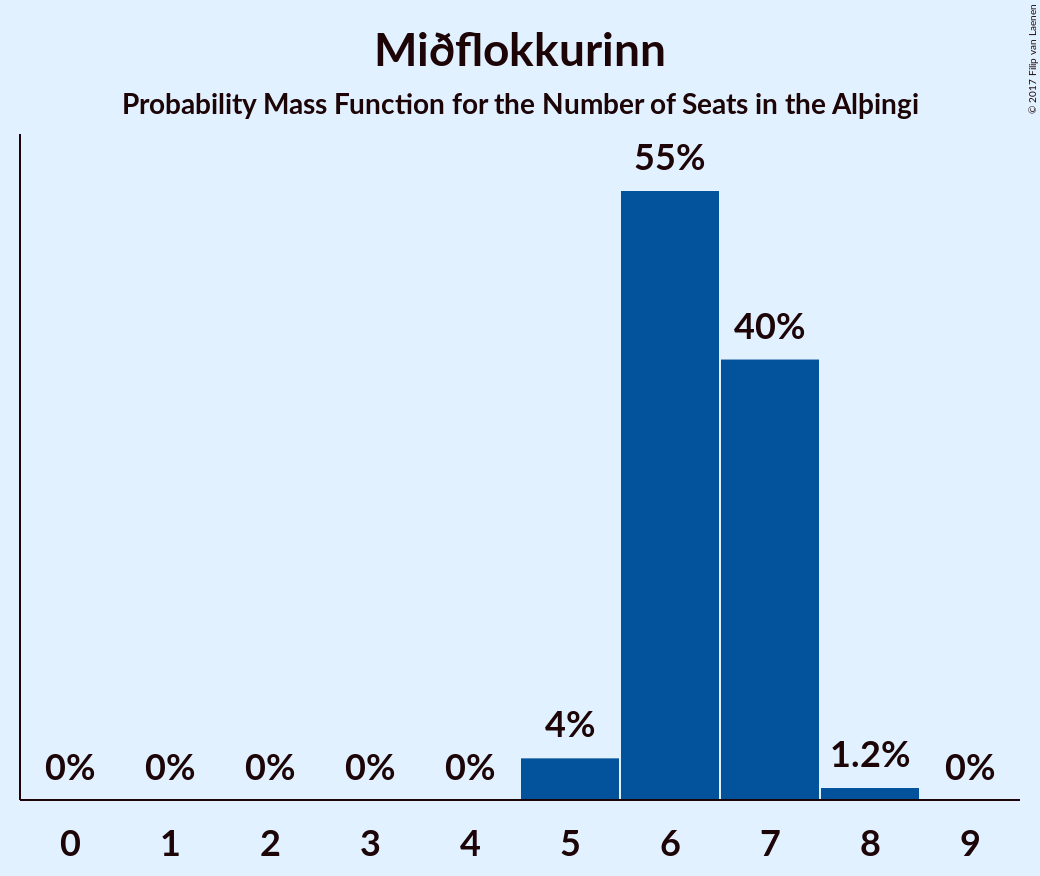 Miðflokkurinn
Probability Mass Function for the Number of Seats in the Alþingi
© 2017 Filip van Laenen
55%
40%
4%
1.2%
0% 0% 0% 0% 0% 0%
0 1 2 3 4 5 6 7 8 9